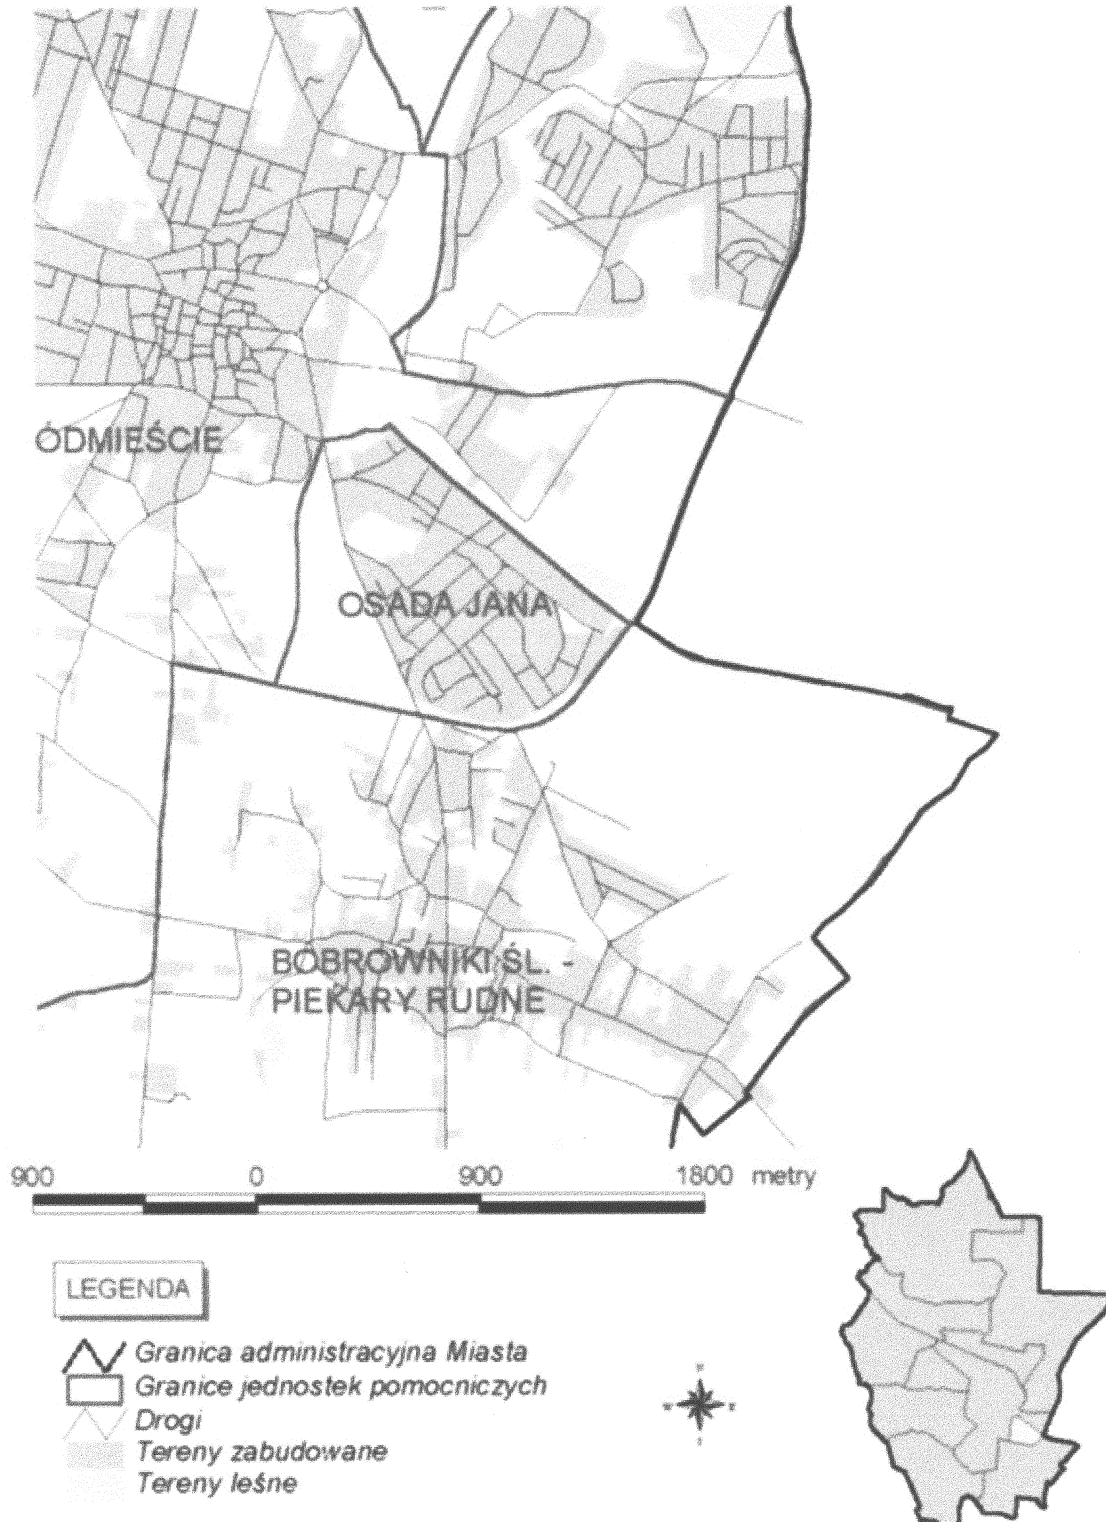 ÓDMIEŚCIE
OSADA JANA
BOBROWNIKI ŚL. -
PIEKARY RUDNE
900 0 900 1800 metry
LEGENDA
Granica administracyjna Miasta
Granice jednostek pomocniczych
Drogi
Tereny zabudowane
Tereny leśne